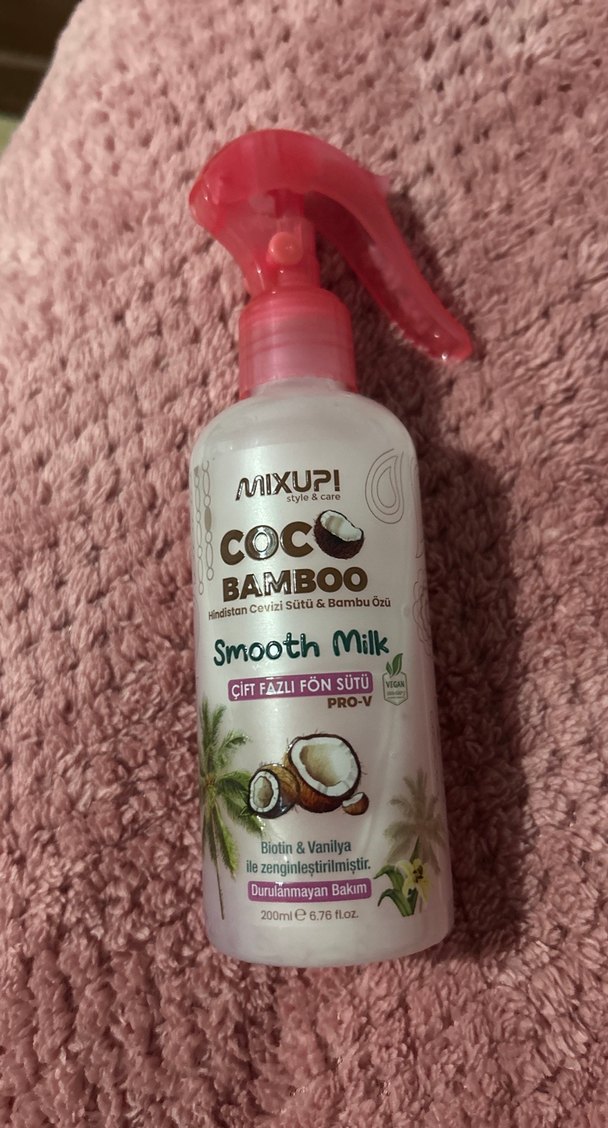 MIXUP!
style & care
COCO
BAMBOO
Hindistan Cevizi Sütü & Bambu Özü
Smooth Milk
ÇİFT FAZLI FÖN SÜTÜ
PRO-V
VEGAN
Biotin & Vanilya
ile zenginleştirilmiştir.
Durulanmayan Bakım
200ml ℮ 6.76 fl.oz.